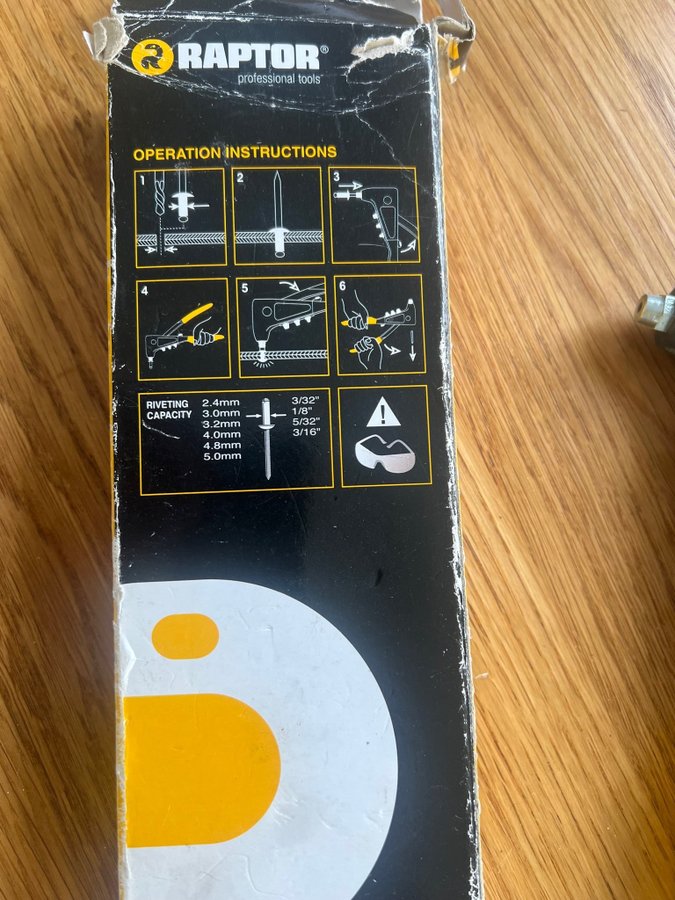 RAPTOR®
professional tools
OPERATION INSTRUCTIONS
1
2
3
4
5
6
RIVETING CAPACITY
2.4mm
3.0mm
3.2mm
4.0mm
4.8mm
5.0mm
3/32"
1/8"
5/32"
3/16"